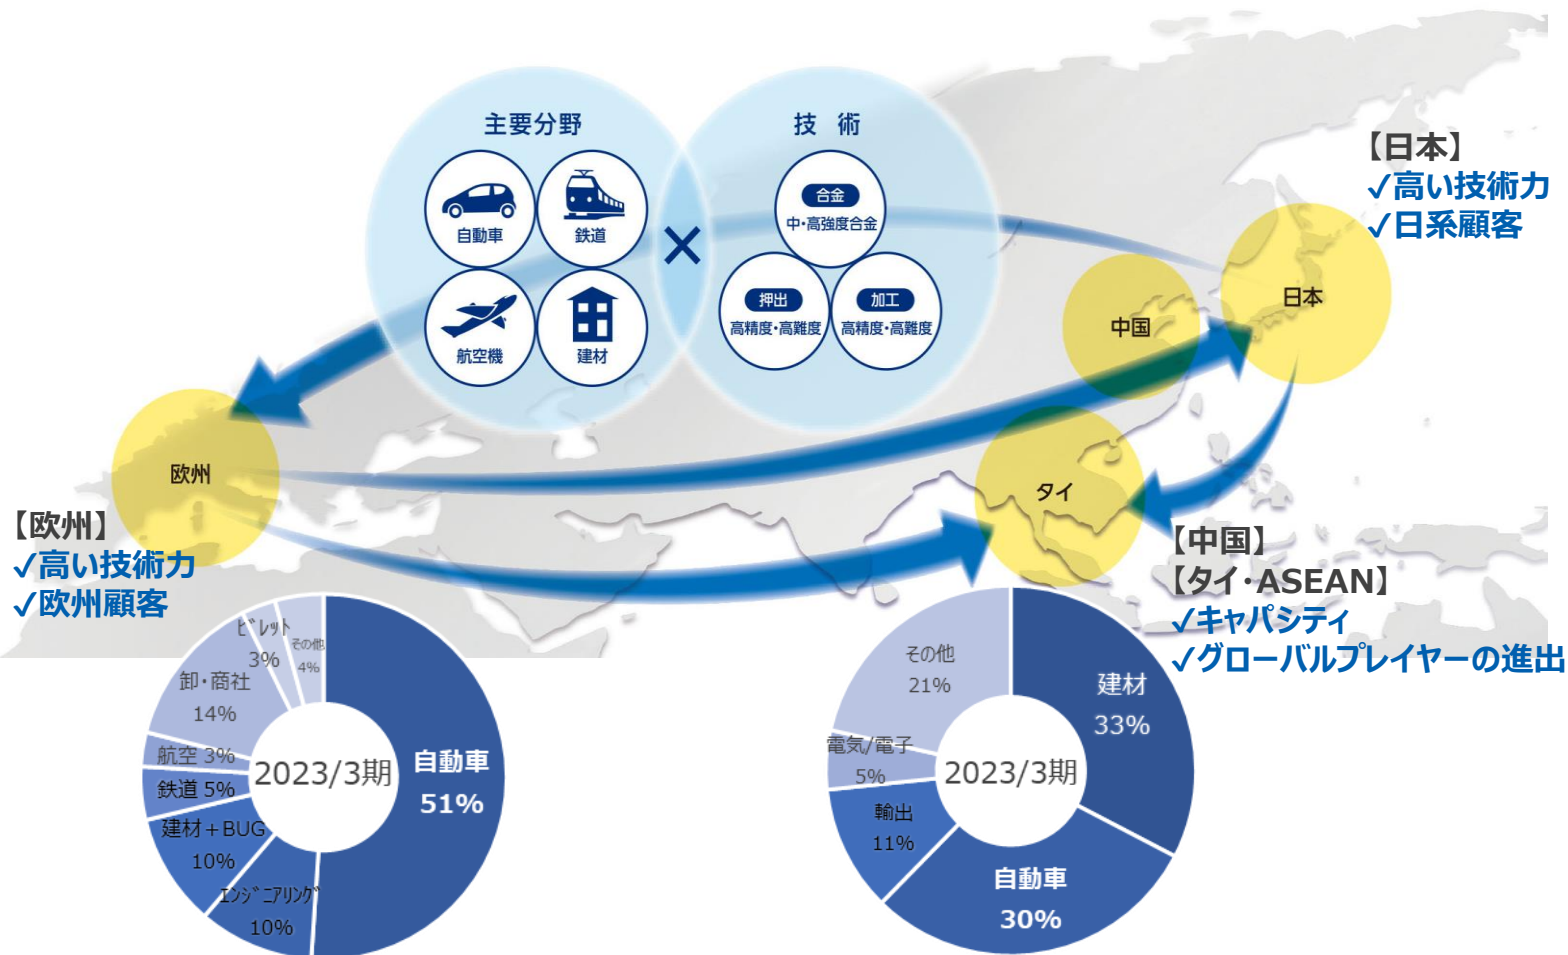 主要分野
自動車
鉄道
航空機
建材
×
技 術
合金
中・高強度合金
押出
高精度・高難度
加工
高精度・高難度
【日本】
✓高い技術力
✓日系顧客
日本
中国
欧州
タイ
【欧州】
✓高い技術力
✓欧州顧客
【中国】
【タイ・ASEAN】
✓キャパシティ
✓グローバルプレイヤーの進出
2023/3期
自動車
51%
ｴﾝｼﾞﾆｱﾘﾝｸﾞ
10%
建材＋BUG
10%
鉄道 5%
航空 3%
卸・商社
14%
ﾋﾞﾚｯﾄ
3%
その他
4%
2023/3期
建材
33%
自動車
30%
輸出
11%
電気/電子
5%
その他
21%